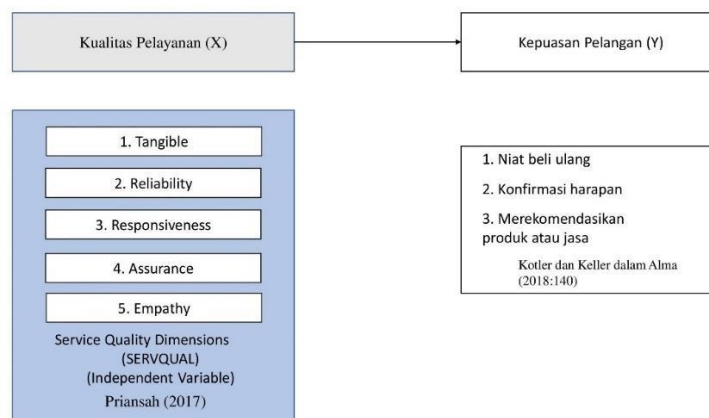 Kualitas Pelayanan (X)
Kepuasan Pelangan (Y)
1. Tangible
2. Reliability
3. Responsiveness
4. Assurance
5. Empathy
Service Quality Dimensions
(SERVQUAL)
(Independent Variable)
Priansah (2017)
1. Niat beli ulang
2. Konfirmasi harapan
3. Merekomendasikan
produk atau jasa
Kotler dan Keller dalam Alma
(2018:140)